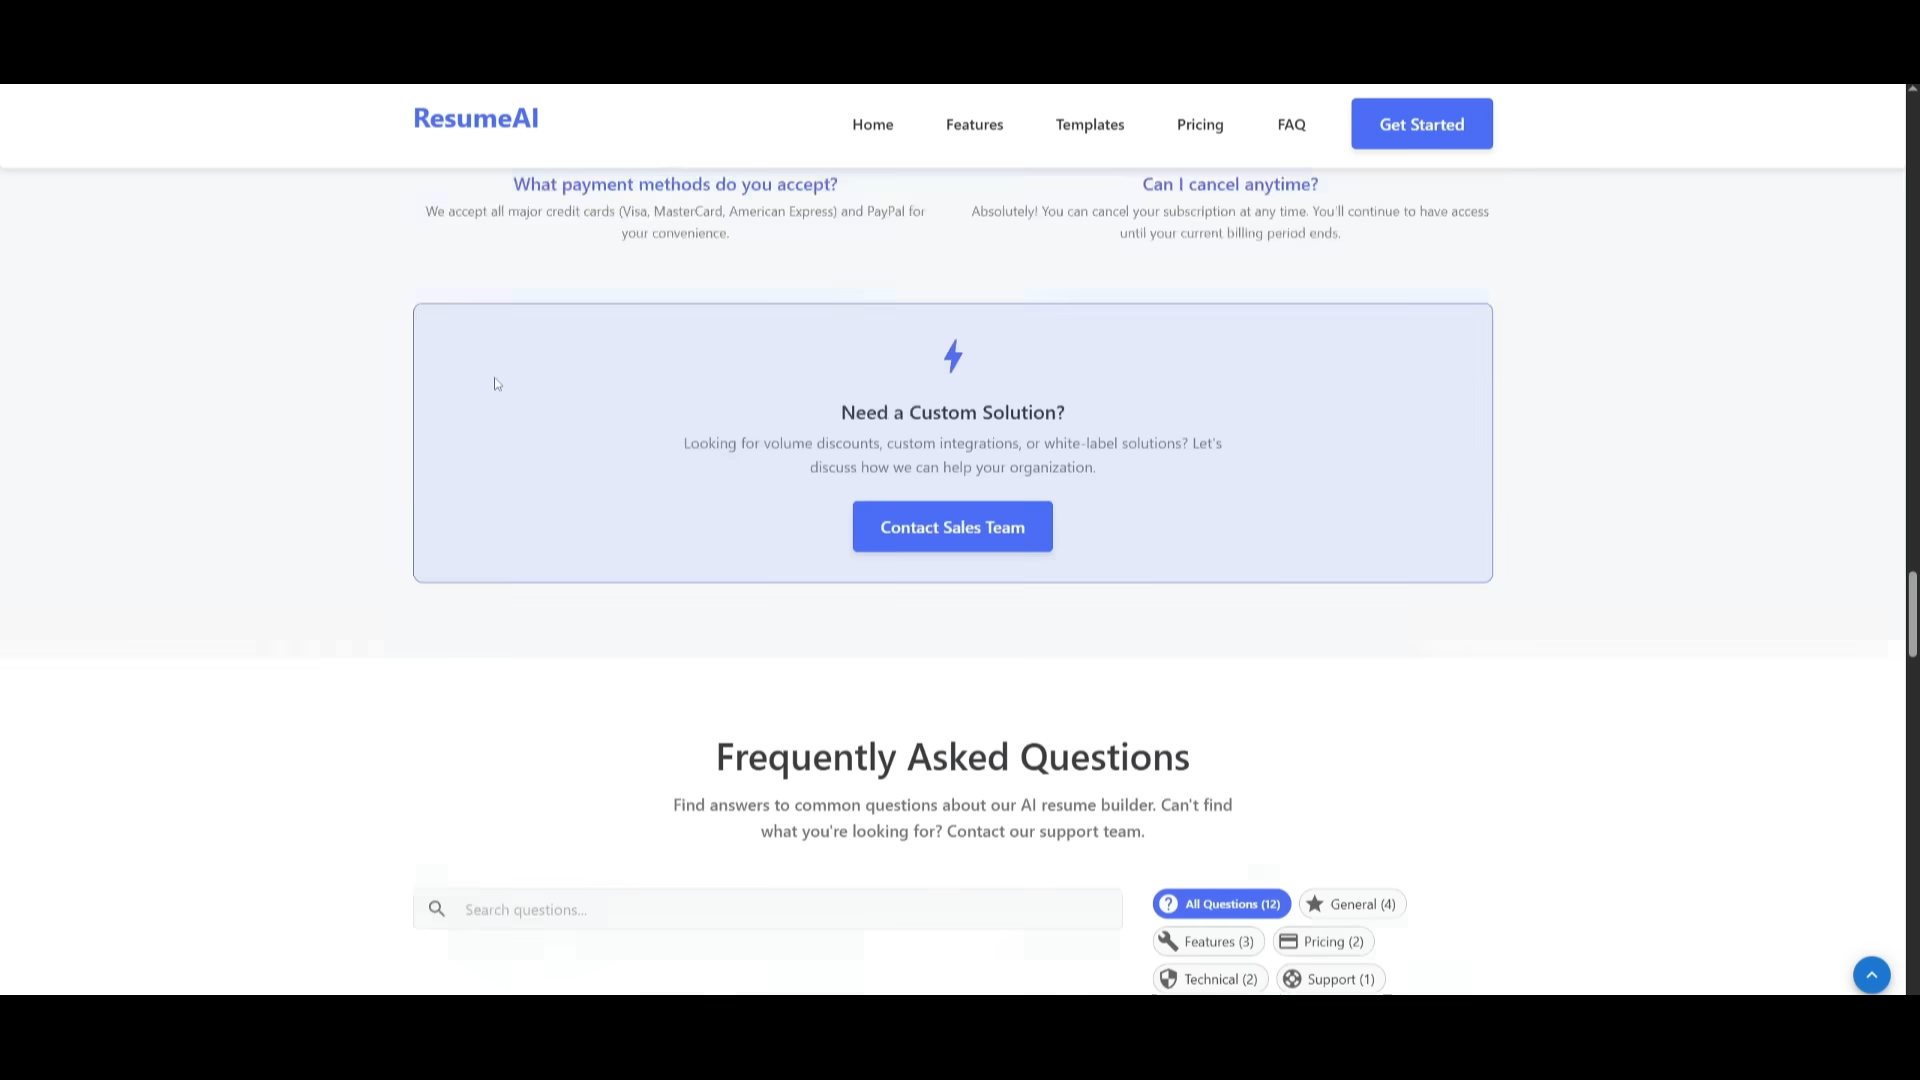 ResumeAI
Home
Features
Templates
Pricing
FAQ
Get Started
What payment methods do you accept?
We accept all major credit cards (Visa, MasterCard, American Express) and PayPal for
your convenience.
Can I cancel anytime?
Absolutely! You can cancel your subscription at any time. You'll continue to have access
until your current billing period ends.
Need a Custom Solution?
Looking for volume discounts, custom integrations, or white-label solutions? Let's
discuss how we can help your organization.
Contact Sales Team
Frequently Asked Questions
Find answers to common questions about our AI resume builder. Can't find
what you're looking for? Contact our support team.
Search questions...
All Questions (12)
General (4)
Features (3)
Pricing (2)
Technical (2)
Support (1)